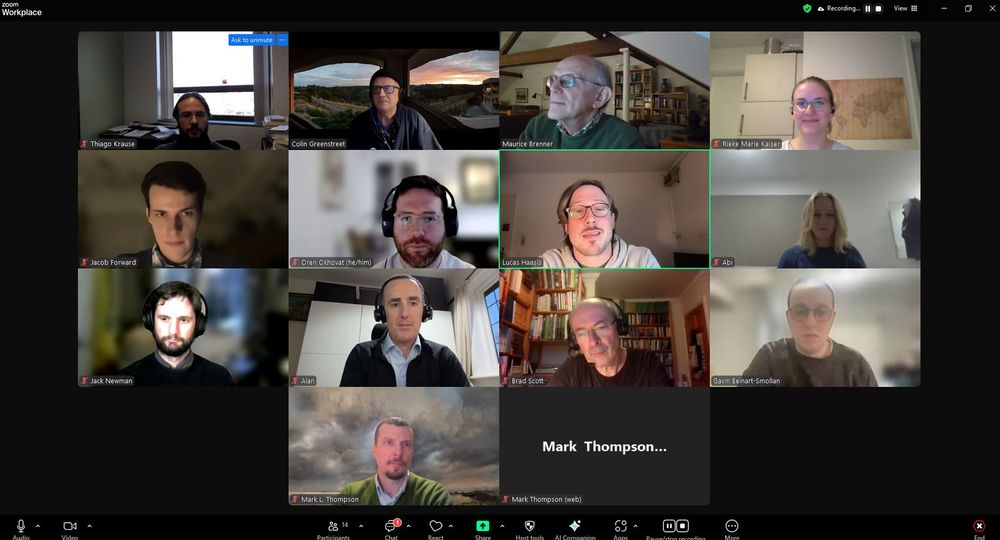 zoom
Workplace
Recording...
View
Ask to unmute
Thiago Krause
Colin Greenstreet
Maurice Brenner
Rieke Marie Kaiser
Jacob Forward
Oren Okhovat (he/him)
Lucas Haasis
Abi
Jack Newman
Alan
Brad Scott
Gavin Beinart-Smollan
Mark L. Thompson
Mark Thompson...
Mark Thompson (web)
14
1
Audio
Video
Participants
Chat
React
Share
Host tools
AI Companion
Apps
Pause/stop recording
More
End